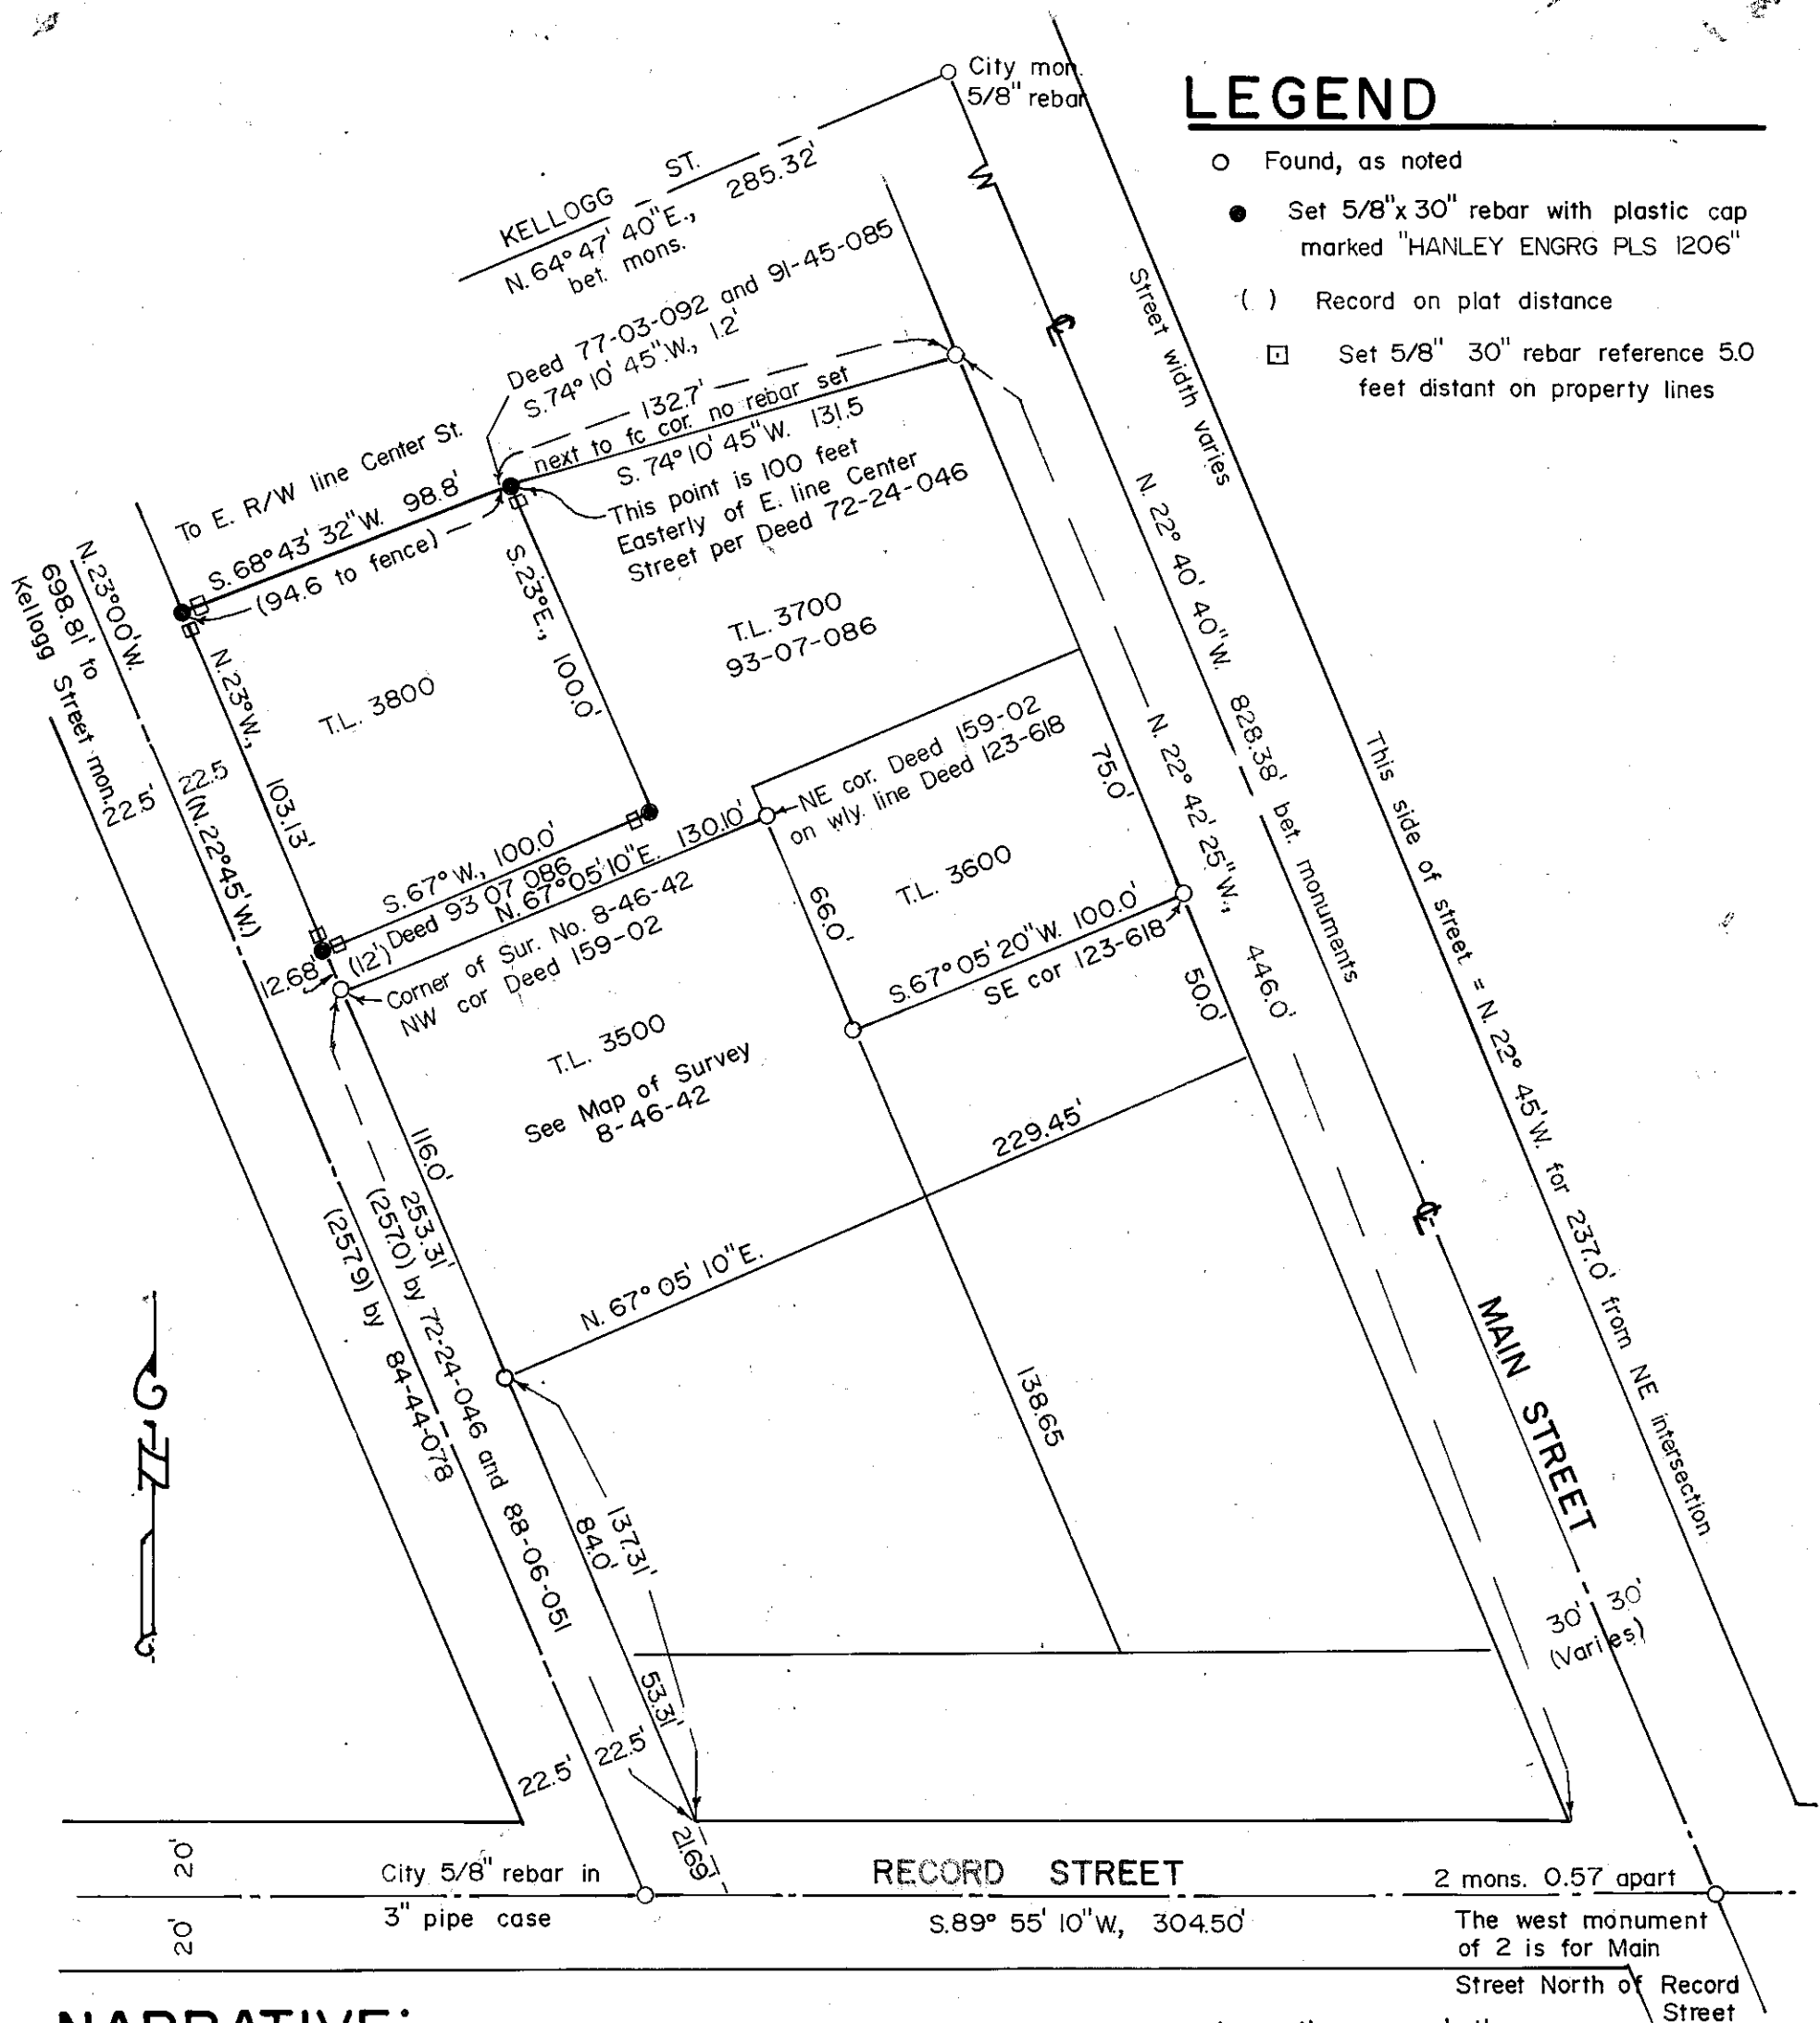 City mon.
5/8" rebar
LEGEND
○ Found, as noted
● Set 5/8"x 30" rebar with plastic cap
marked "HANLEY ENGRG PLS 1206"
( ) Record on plat distance
⊡ Set 5/8" 30" rebar reference 5.0
feet distant on property lines
KELLOGG ST.
N. 64° 47' 40"E., 285.32'
bet. mons.
Deed 77-03-092 and 91-45-085
S. 74° 10' 45" W., 1.2'
132.7'
next to fc cor. no rebar set
S. 74° 10' 45"W. 131.5
This point is 100 feet
Easterly of E. line Center
Street per Deed 72-24-046
To E. R/W line Center St.
S. 68° 43' 32"W. 98.8'
(94.6 to fence)
S. 23°E., 100.0'
T.L. 3700
93-07-086
T.L. 3800
N. 23°W., 103.13'
N. 23°00'W.
698.81' to
Kellogg Street mon.
22.5' 22.5
(N. 22°45'W.)
Street width varies
W
℄
N. 22° 40' 40"W. 828.38' bet. monuments
N. 22° 42' 25"W., 446.0'
This side of street = N. 22° 45'W. for 237.0' from NE intersection
75.0'
NE cor. Deed 159-02
on wly. line Deed 123-618
S. 67° W., 100.0'
Deed 93 07 086
N. 67°05'10"E. 130.10'
12.68'
(12')
Corner of Sur. No. 8-46-42
NW cor Deed 159-02
66.0'
T.L. 3600
S. 67° 05' 20"W. 100.0'
SE cor 123-618
50.0'
T.L. 3500
See Map of Survey
8-46-42
116.0'
229.45'
N. 67° 05' 10"E.
253.31'
(257.0) by 72-24-046 and 88-06-051
(257.9) by 84-44-078
℄
138.65
MAIN STREET
N
137.31'
84.0'
53.31'
30' 30'
(Varies)
22.5' 22.5'
21.69'
20'
20'
City 5/8" rebar in
3" pipe case
RECORD STREET
S. 89° 55' 10"W., 304.50'
2 mons. 0.57 apart
The west monument
of 2 is for Main
Street North of Record
Street
NARRATIVE: